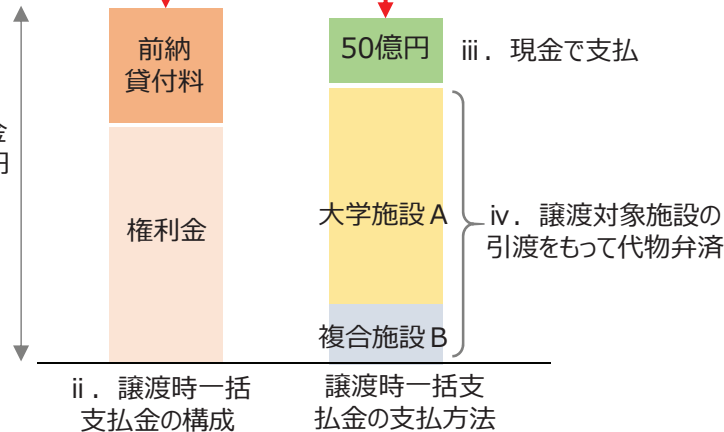 前納
貸付料
50億円
iii．現金で支払
金
円
権利金
大学施設A
iv．譲渡対象施設の
引渡をもって代物弁済
複合施設B
ii．譲渡時一括
支払金の構成
譲渡時一括支
払金の支払方法